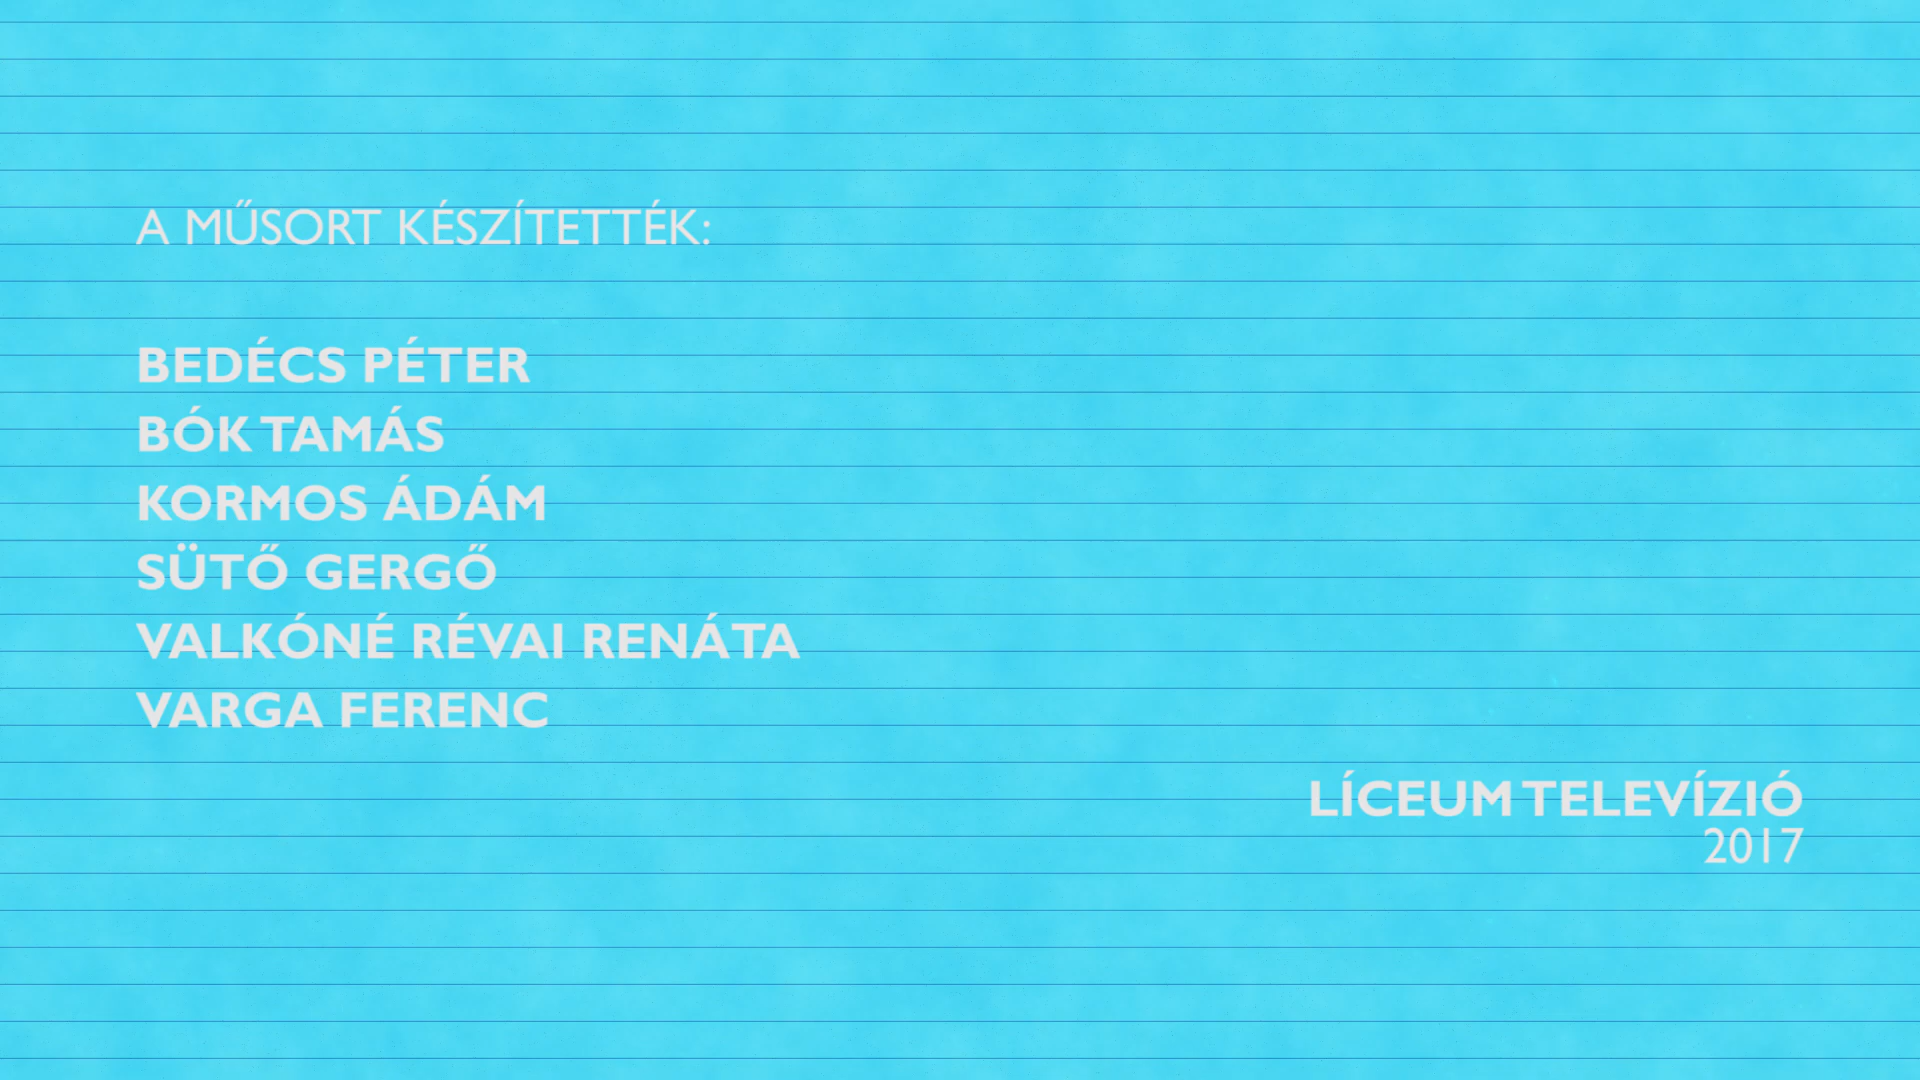 A MŰSORT KÉSZÍTETTÉK:
BEDÉCS PÉTER
BÓK TAMÁS
KORMOS ÁDÁM
SÜTŐ GERGŐ
VALKÓNÉ RÉVAI RENÁTA
VARGA FERENC
LÍCEUM TELEVÍZIÓ
2017